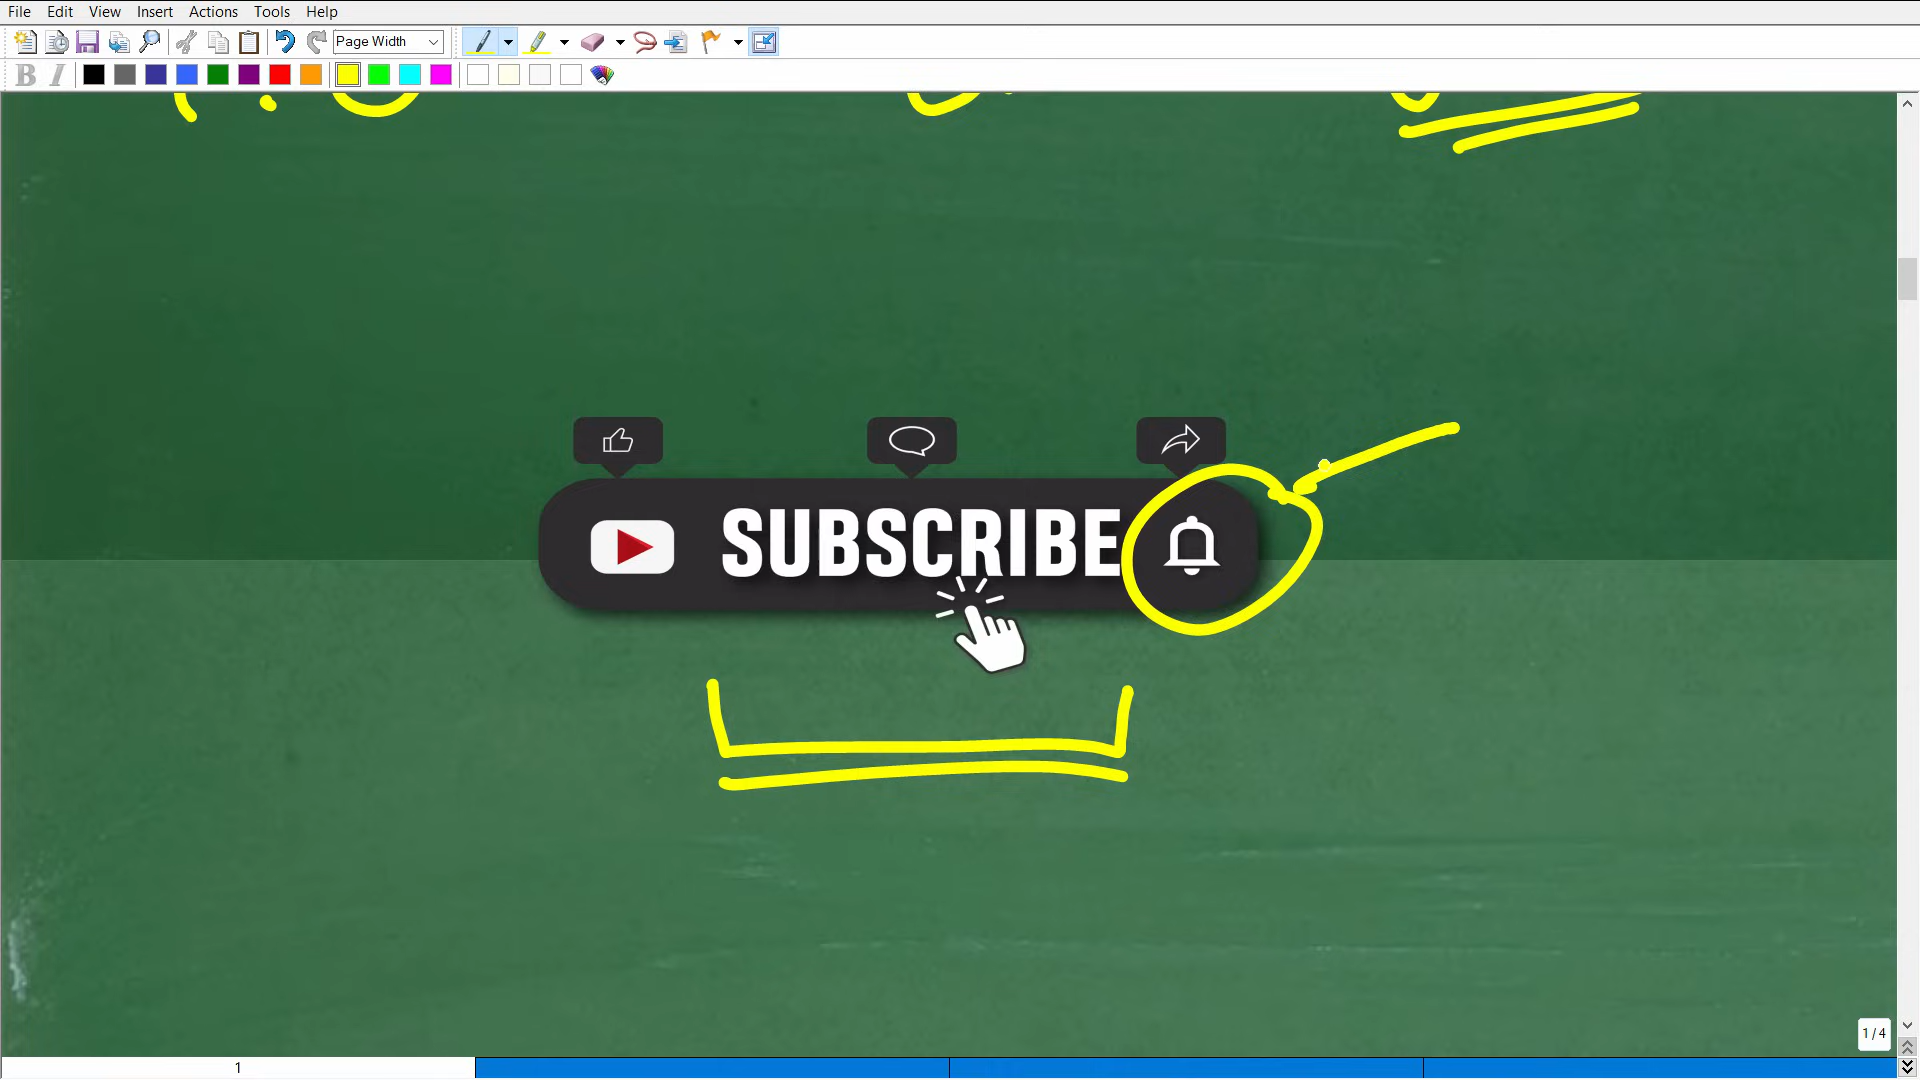 File Edit View Insert Actions Tools Help
Page Width
B I
SUBSCRIBE
1 / 4
1